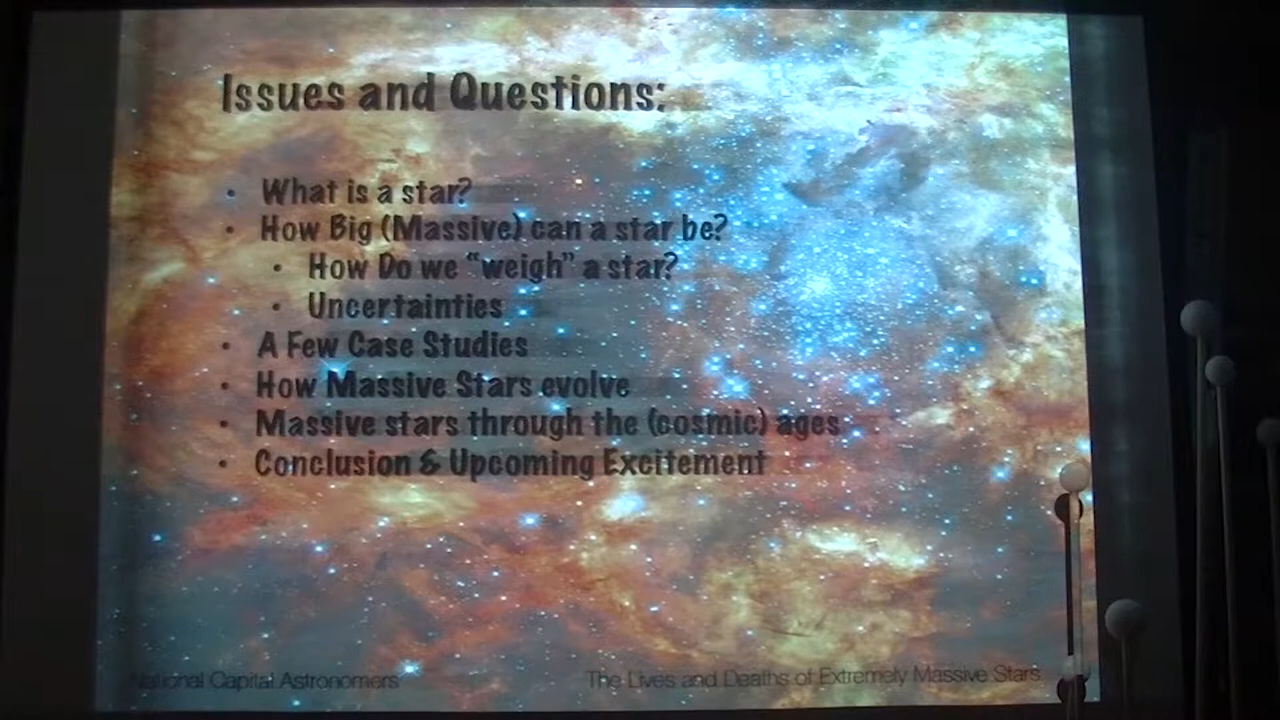 Issues and Questions:
• What is a star?
• How Big (Massive) can a star be?
• How Do we “weigh” a star?
• Uncertainties
• A Few Case Studies
• How Massive Stars evolve
• Massive stars through the (cosmic) ages
• Conclusion & Upcoming Excitement
National Capital Astronomers
The Lives and Deaths of Extremely Massive Stars